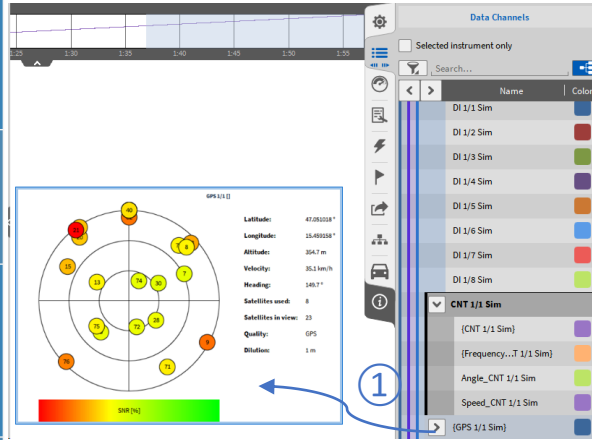 1:25 1:30 1:35 1:40 1:45 1:50 1:55
Data Channels
Selected instrument only
Search...
Name Color
DI 1/1 Sim
DI 1/2 Sim
DI 1/3 Sim
DI 1/4 Sim
DI 1/5 Sim
DI 1/6 Sim
DI 1/7 Sim
DI 1/8 Sim
CNT 1/1 Sim
{CNT 1/1 Sim}
{Frequency...T 1/1 Sim}
Angle_CNT 1/1 Sim
Speed_CNT 1/1 Sim
{GPS 1/1 Sim}
1
GPS 1/1 []
Latitude: 47.051018 °
Longitude: 15.459158 °
Altitude: 354.7 m
Velocity: 35.1 km/h
Heading: 149.7 °
Satellites used: 8
Satellites in view: 23
Quality: GPS
Dilution: 1 m
40
8
15
7
13
74
30
75
72
28
9
76
71
SNR [%]